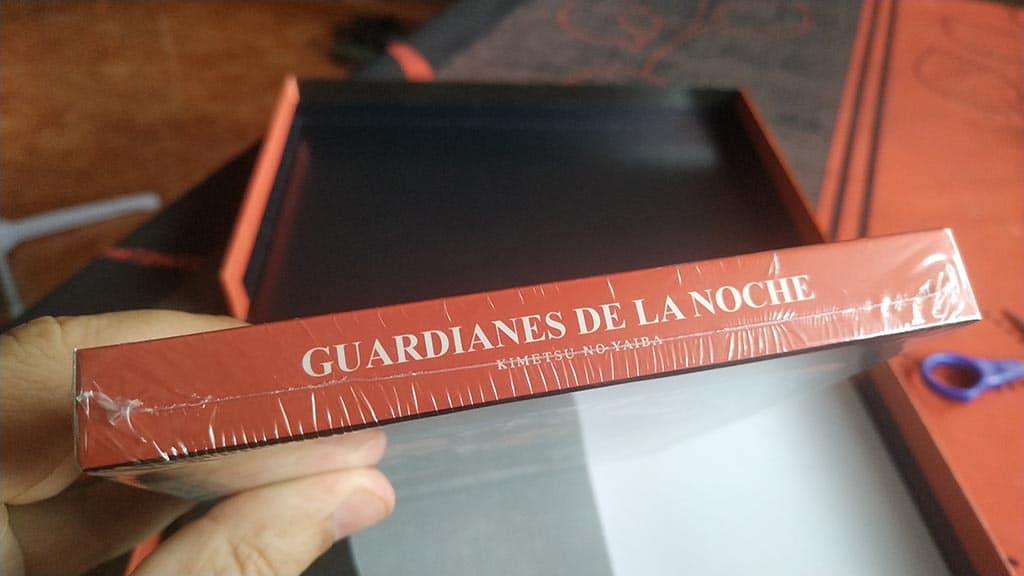 GUARDIANES DE LA NOCHE
KIMETSU NO YAIBA